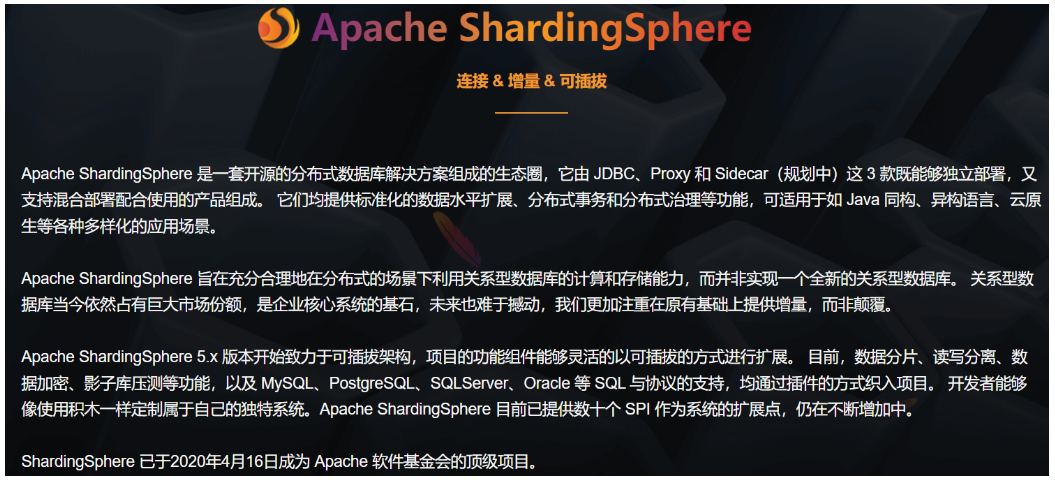 Apache ShardingSphere
连接 & 增量 & 可插拔
Apache ShardingSphere 是一套开源的分布式数据库解决方案组成的生态圈，它由 JDBC、Proxy 和 Sidecar（规划中）这 3 款既能够独立部署，又
支持混合部署配合使用的产品组成。 它们均提供标准化的数据水平扩展、分布式事务和分布式治理等功能，可适用于如 Java 同构、异构语言、云原
生等各种多样化的应用场景。
Apache ShardingSphere 旨在充分合理地在分布式的场景下利用关系型数据库的计算和存储能力，而并非实现一个全新的关系型数据库。 关系型数
据库当今依然占有巨大市场份额，是企业核心系统的基石，未来也难于撼动，我们更加注重在原有基础上提供增量，而非颠覆。
Apache ShardingSphere 5.x 版本开始致力于可插拔架构，项目的功能组件能够灵活的以可插拔的方式进行扩展。 目前，数据分片、读写分离、数
据加密、影子库压测等功能，以及 MySQL、PostgreSQL、SQLServer、Oracle 等 SQL 与协议的支持，均通过插件的方式织入项目。 开发者能够
像使用积木一样定制属于自己的独特系统。Apache ShardingSphere 目前已提供数十个 SPI 作为系统的扩展点，仍在不断增加中。
ShardingSphere 已于2020年4月16日成为 Apache 软件基金会的顶级项目。